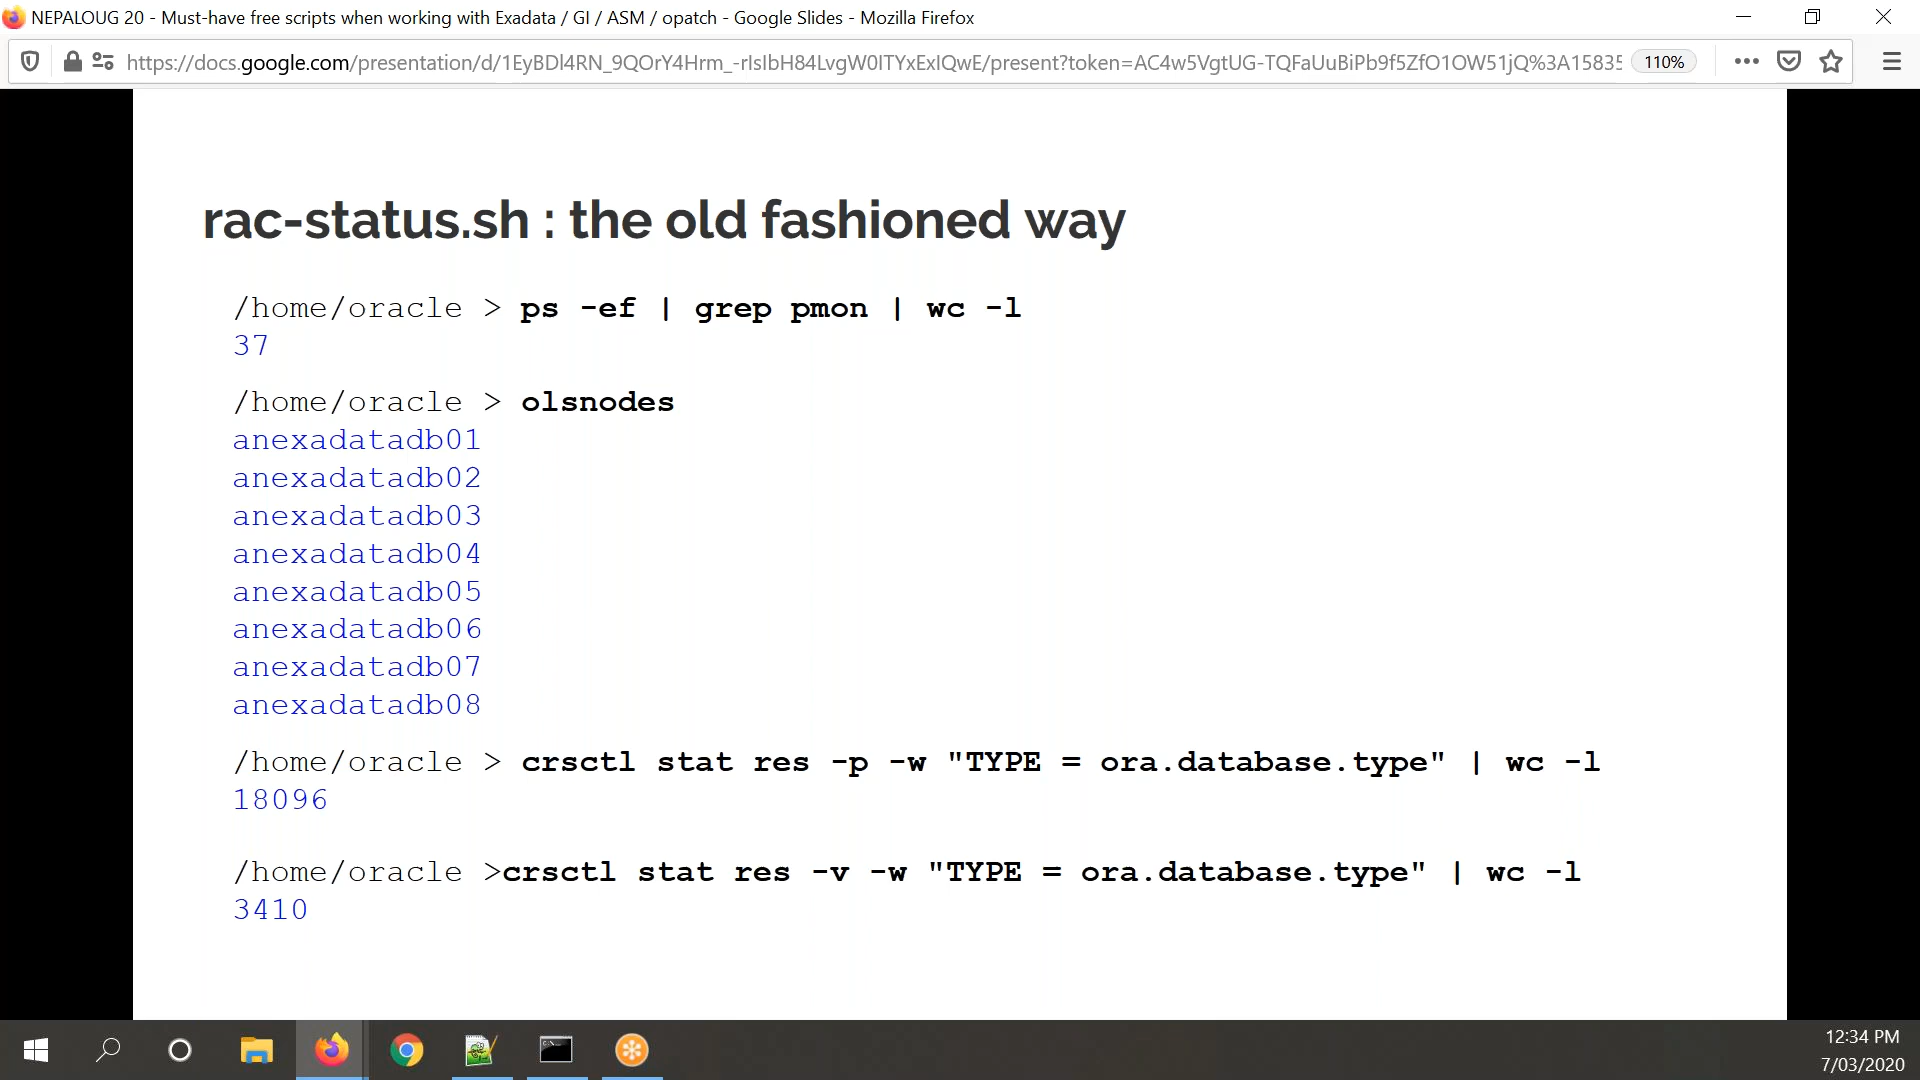 NEPALOUG 20 - Must-have free scripts when working with Exadata / GI / ASM / opatch - Google Slides - Mozilla Firefox
https://docs.google.com/presentation/d/1EyBDl4RN_9QOrY4Hrm_-rIsIbH84LvgW0ITYxExIQwE/present?token=AC4w5VgtUG-TQFaUuBiPb9f5ZfO1OW51jQ%3A15835 110%
rac-status.sh : the old fashioned way
/home/oracle > ps -ef | grep pmon | wc -l
37
/home/oracle > olsnodes
anexadatadb01
anexadatadb02
anexadatadb03
anexadatadb04
anexadatadb05
anexadatadb06
anexadatadb07
anexadatadb08
/home/oracle > crsctl stat res -p -w "TYPE = ora.database.type" | wc -l
18096
/home/oracle >crsctl stat res -v -w "TYPE = ora.database.type" | wc -l
3410
12:34 PM
7/03/2020